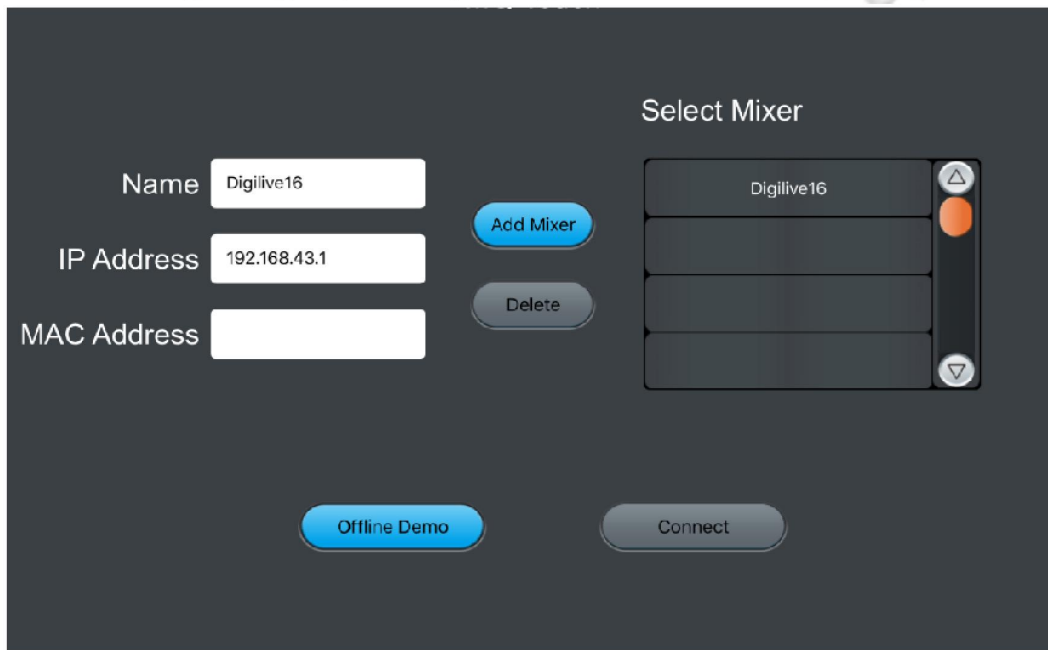 Select Mixer
Name Digilive16
Digilive16
Add Mixer
IP Address 192.168.43.1
Delete
MAC Address
Offline Demo
Connect